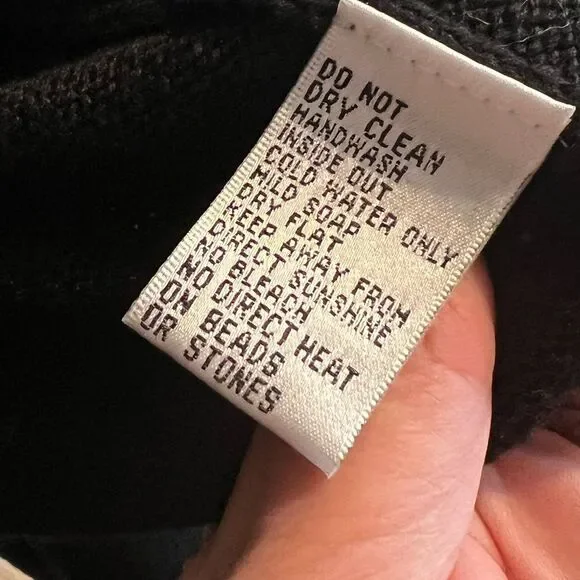 DO NOT
DRY CLEAN
HANDWASH
INSIDE OUT
COLD WATER ONLY
MILD SOAP
DRY FLAT
KEEP AWAY FROM
DIRECT SUNSHINE
NO BLEACH
NO DIRECT HEAT
ON BEADS
OR STONES